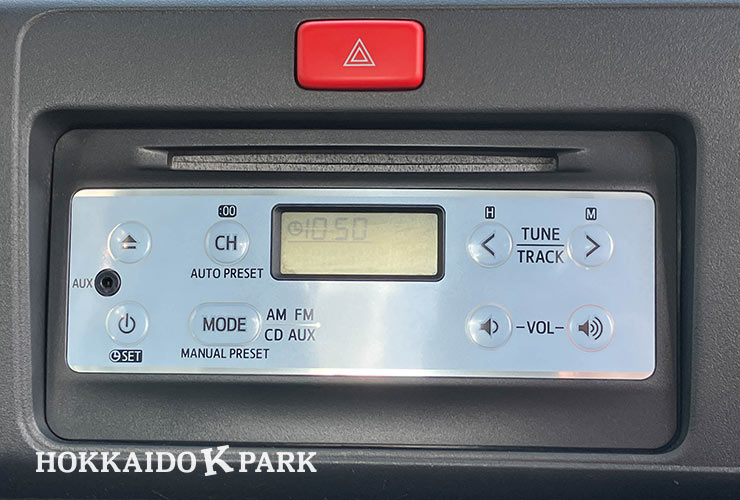 :00
H
M
CH
AUTO PRESET
10:50
TUNE
TRACK
AUX
SET
MODE
MANUAL PRESET
AM FM
CD AUX
-VOL-
HOKKAIDO K PARK